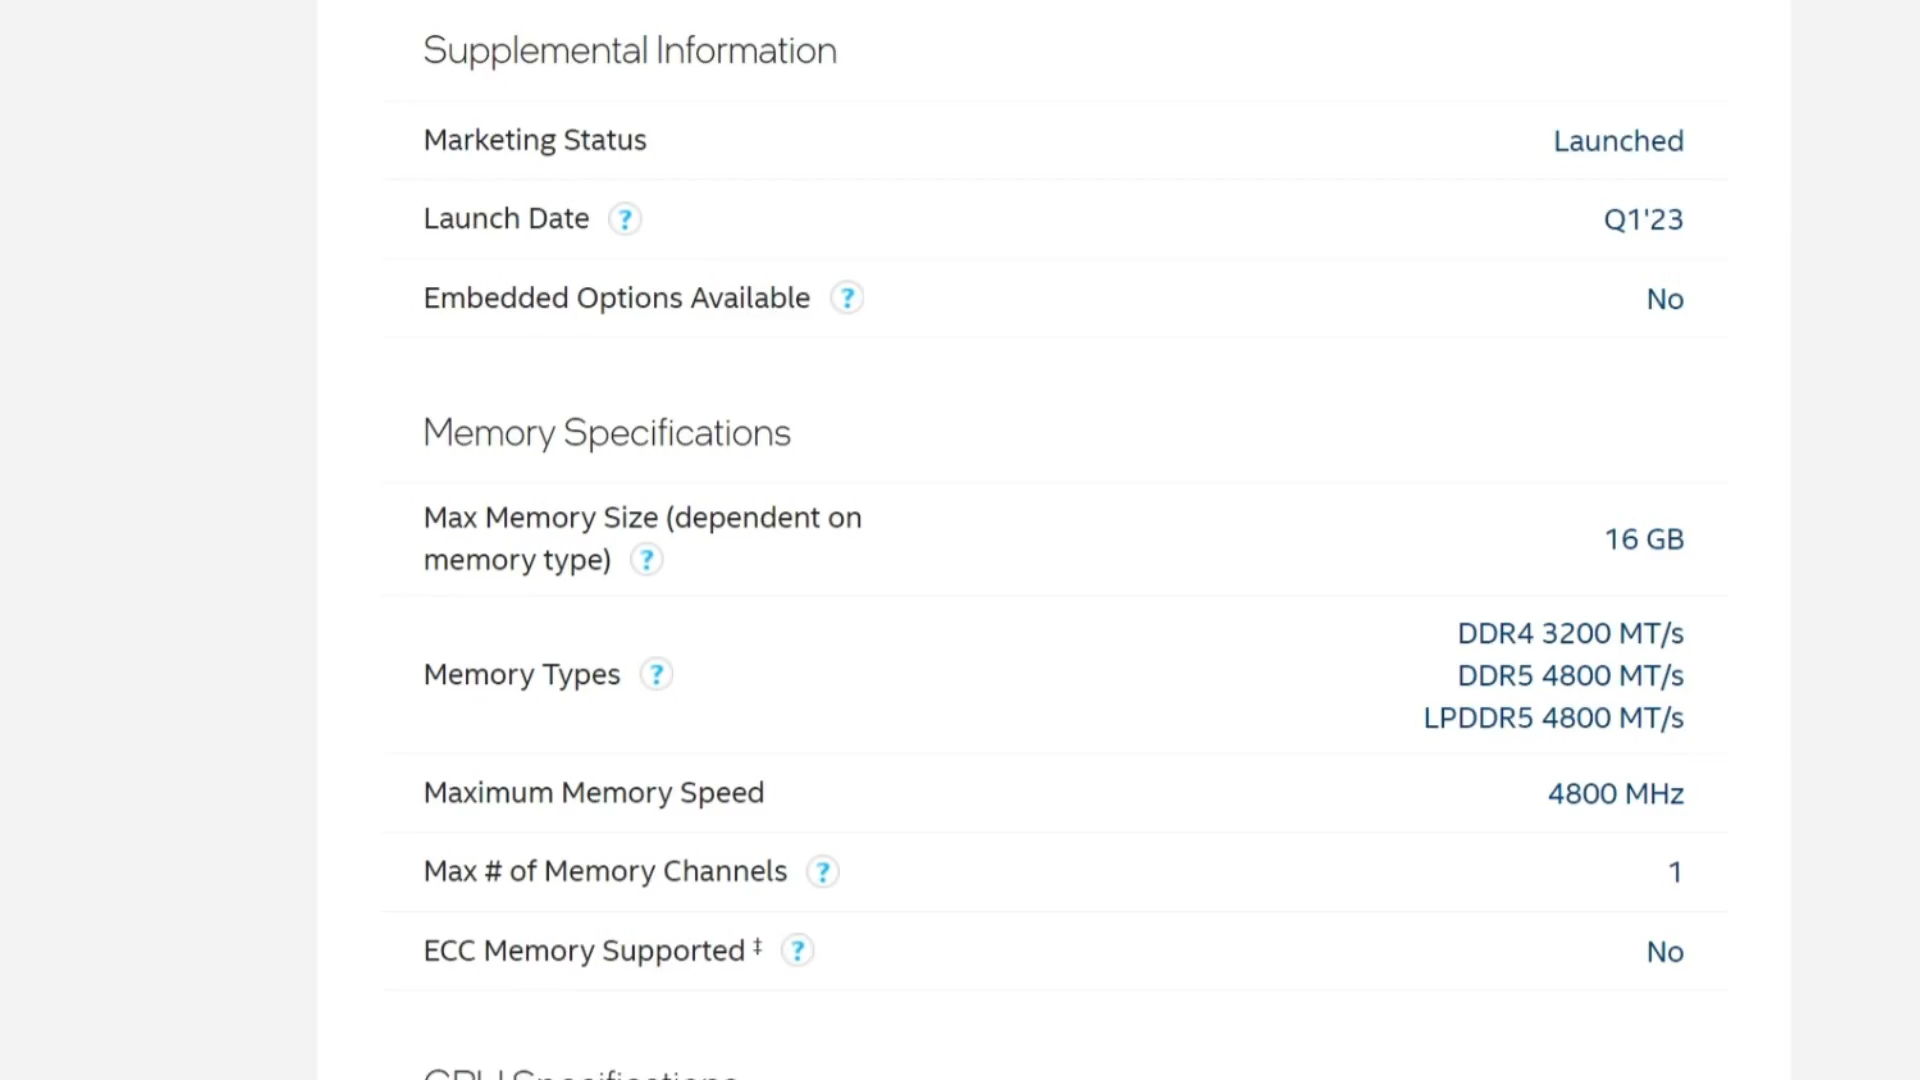 Supplemental Information
Marketing Status
Launched
Launch Date ?
Q1'23
Embedded Options Available ?
No
Memory Specifications
Max Memory Size (dependent on
memory type) ?
16 GB
Memory Types ?
DDR4 3200 MT/s
DDR5 4800 MT/s
LPDDR5 4800 MT/s
Maximum Memory Speed
4800 MHz
Max # of Memory Channels ?
1
ECC Memory Supported ‡ ?
No